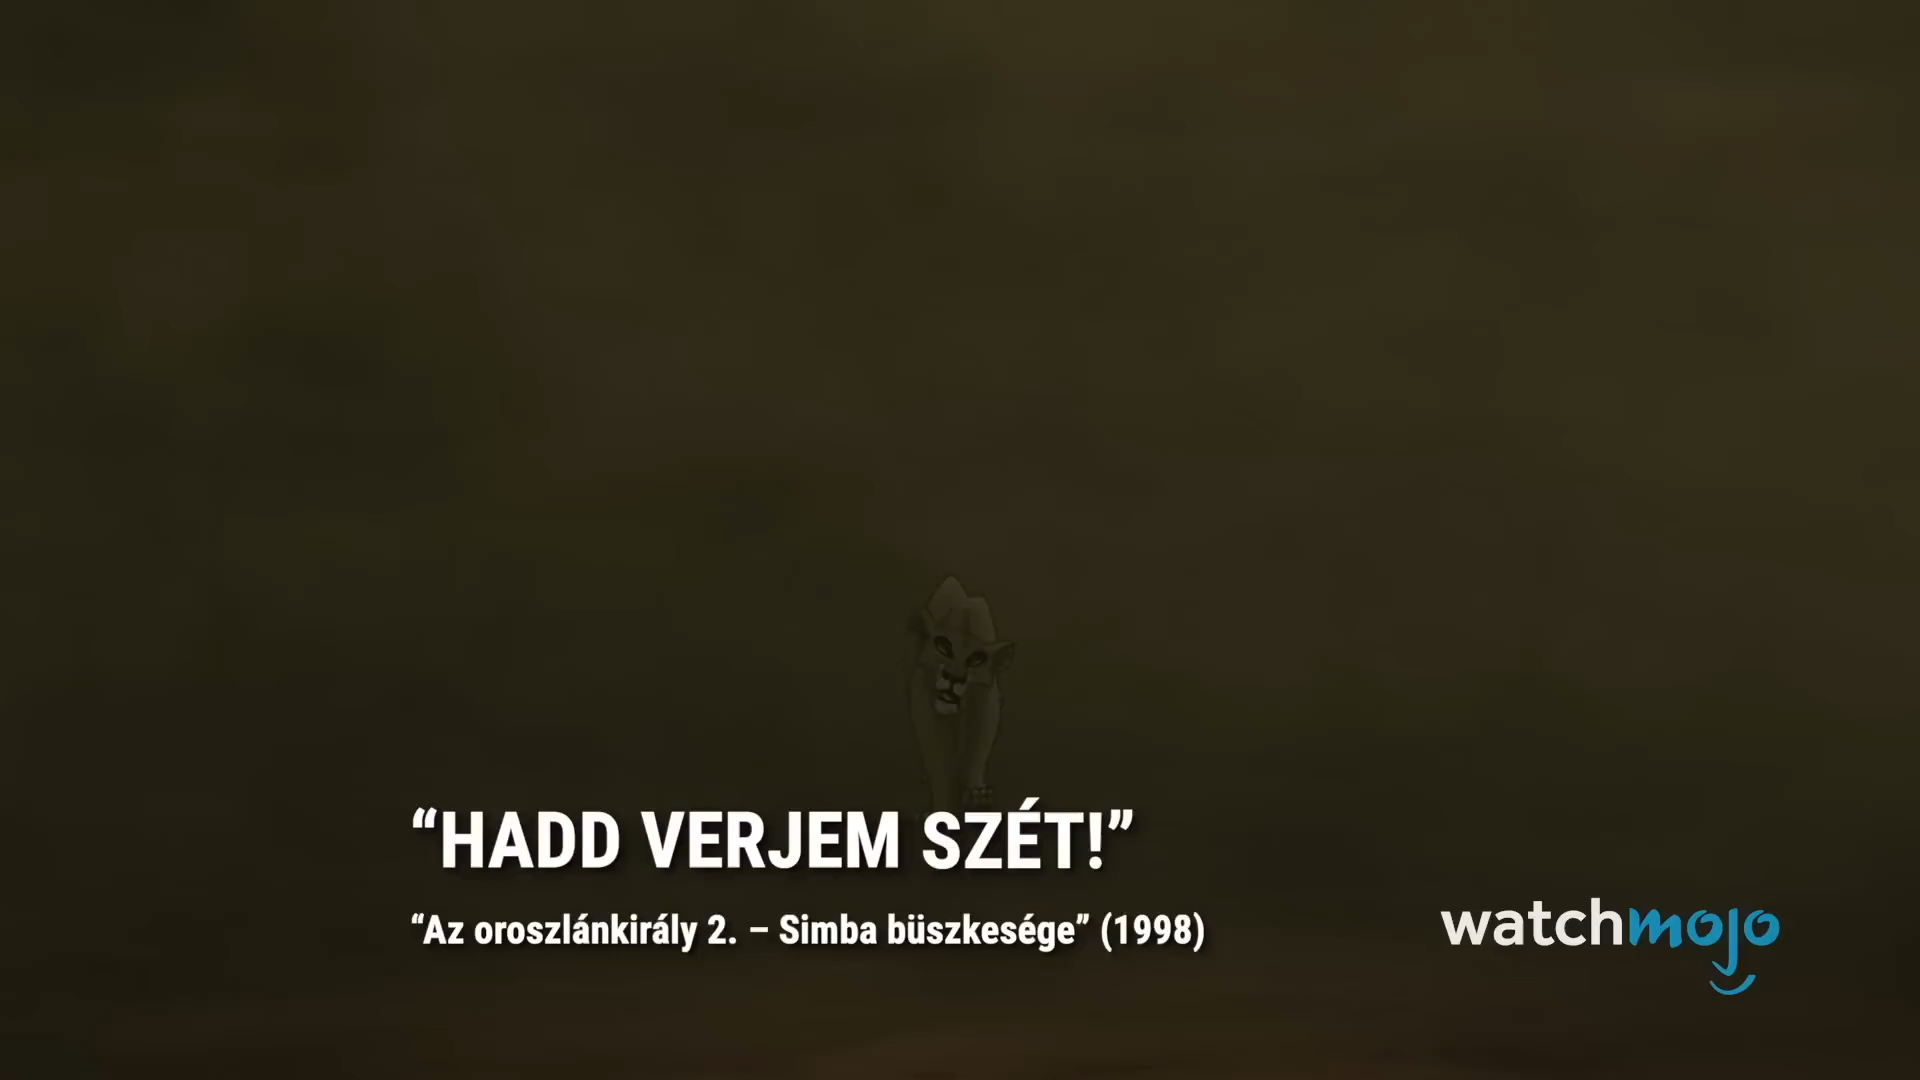 “HADD VERJEM SZÉT!”
“Az oroszlánkirály 2. – Simba büszkesége” (1998)
watchmojo